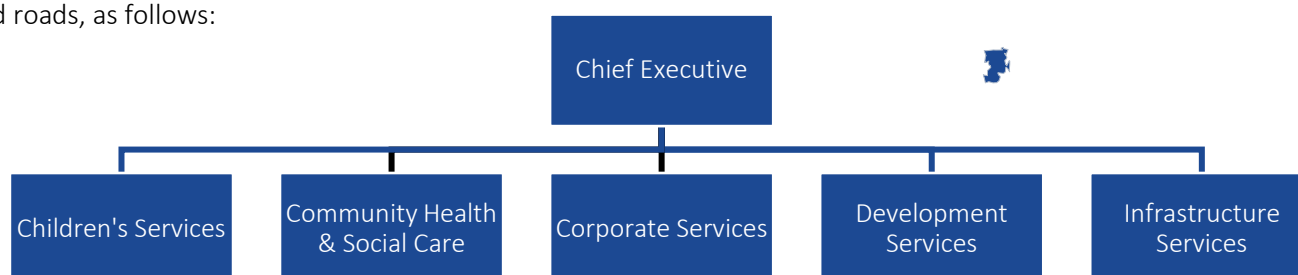 roads, as follows:
Chief Executive
Children's Services
Community Health
& Social Care
Corporate Services
Development
Services
Infrastructure
Services